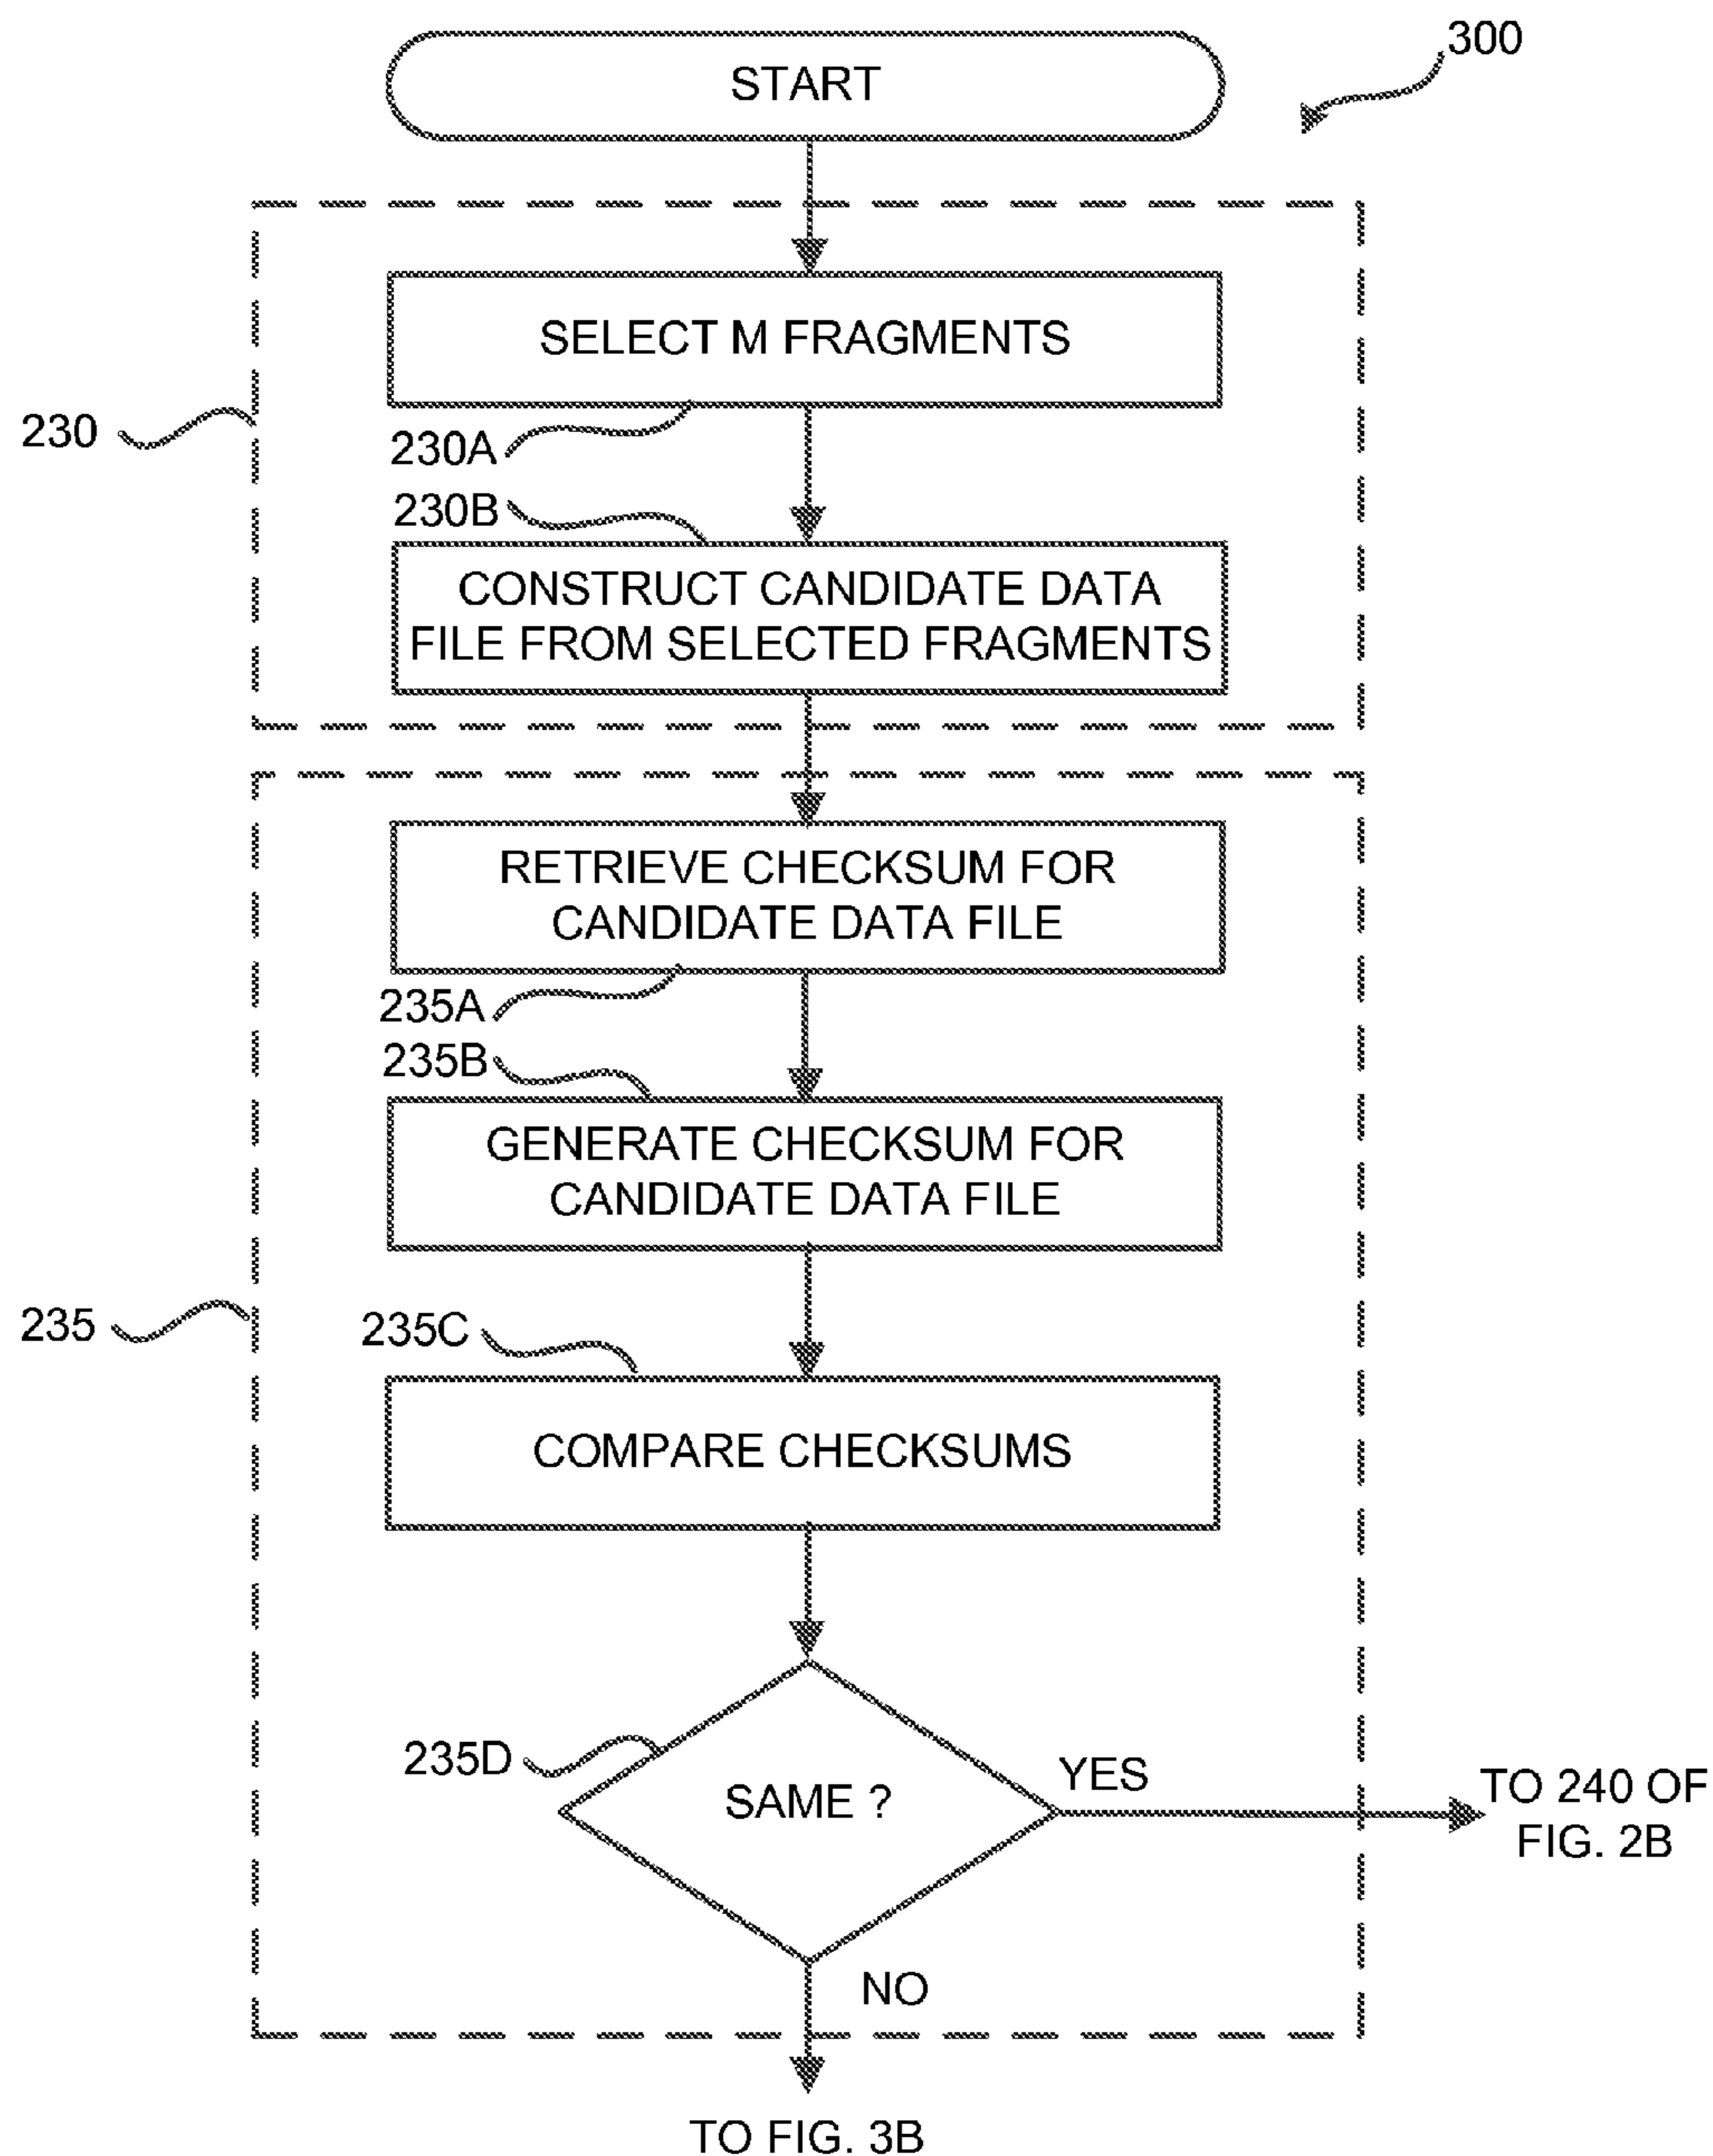 300
START
SELECT M FRAGMENTS
230
230A
230B
CONSTRUCT CANDIDATE DATA
FILE FROM SELECTED FRAGMENTS
RETRIEVE CHECKSUM FOR
CANDIDATE DATA FILE
235A
235B
GENERATE CHECKSUM FOR
CANDIDATE DATA FILE
235
235C
COMPARE CHECKSUMS
235D
SAME ?
YES
TO 240 OF
FIG. 2B
NO
TO FIG. 3B